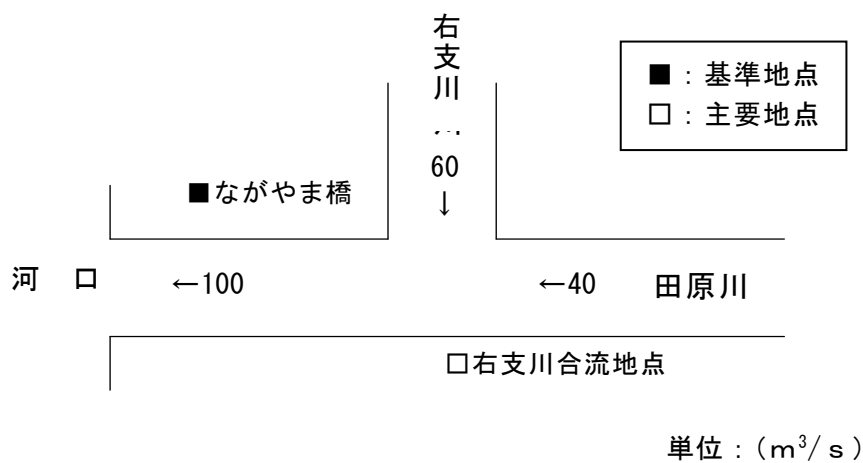 右支川
60
↓
■：基準地点
□：主要地点
■ながやま橋
河　口
←100
←40
田原川
□右支川合流地点
単位：(ｍ³/ｓ)